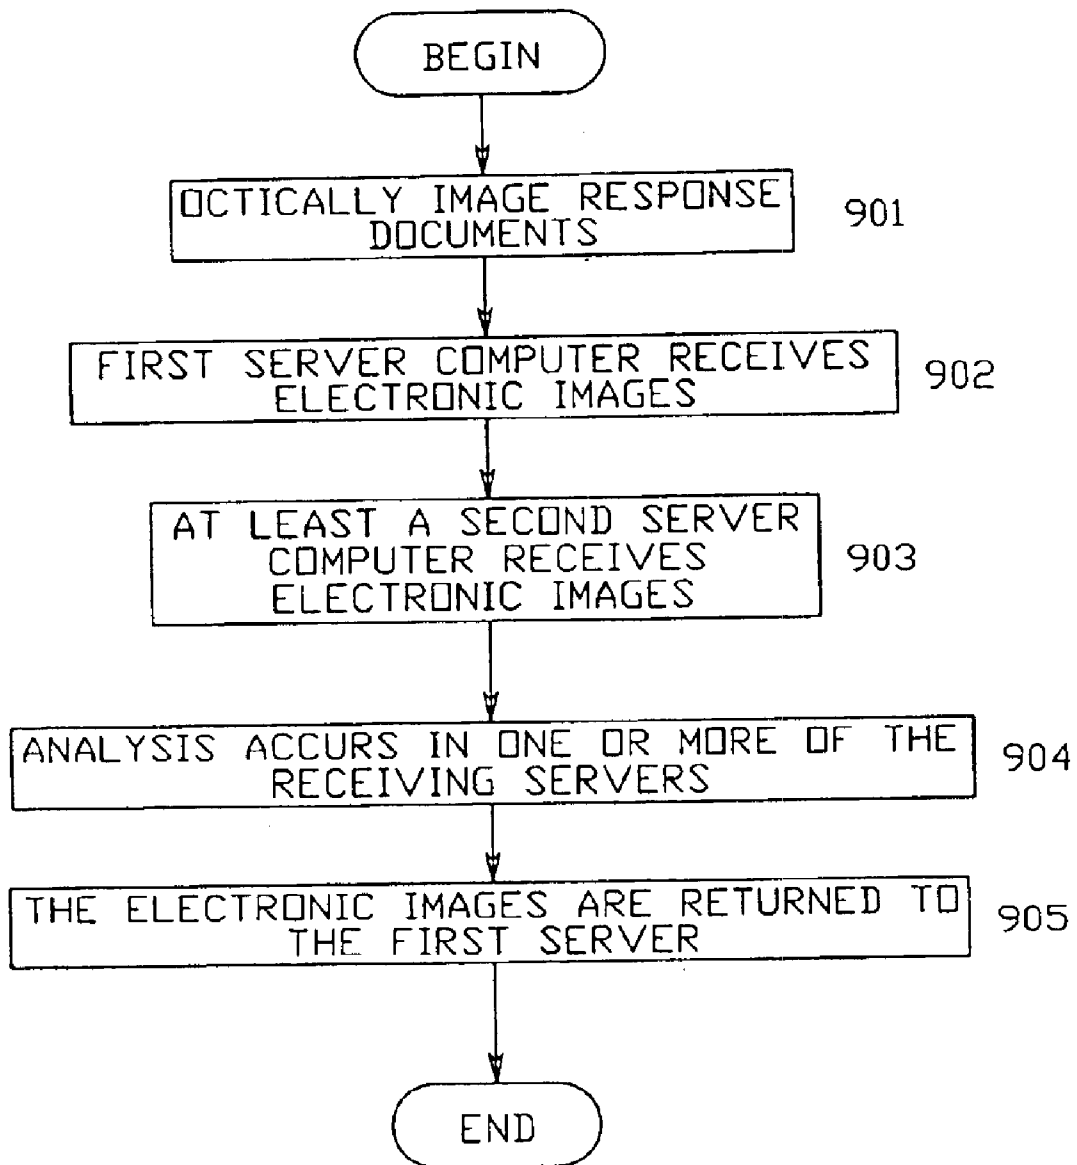 BEGIN
OCTICALLY IMAGE RESPONSE
DOCUMENTS
901
FIRST SERVER COMPUTER RECEIVES
ELECTRONIC IMAGES
902
AT LEAST A SECOND SERVER
COMPUTER RECEIVES
ELECTRONIC IMAGES
903
ANALYSIS ACCURS IN ONE OR MORE OF THE
RECEIVING SERVERS
904
THE ELECTRONIC IMAGES ARE RETURNED TO
THE FIRST SERVER
905
END